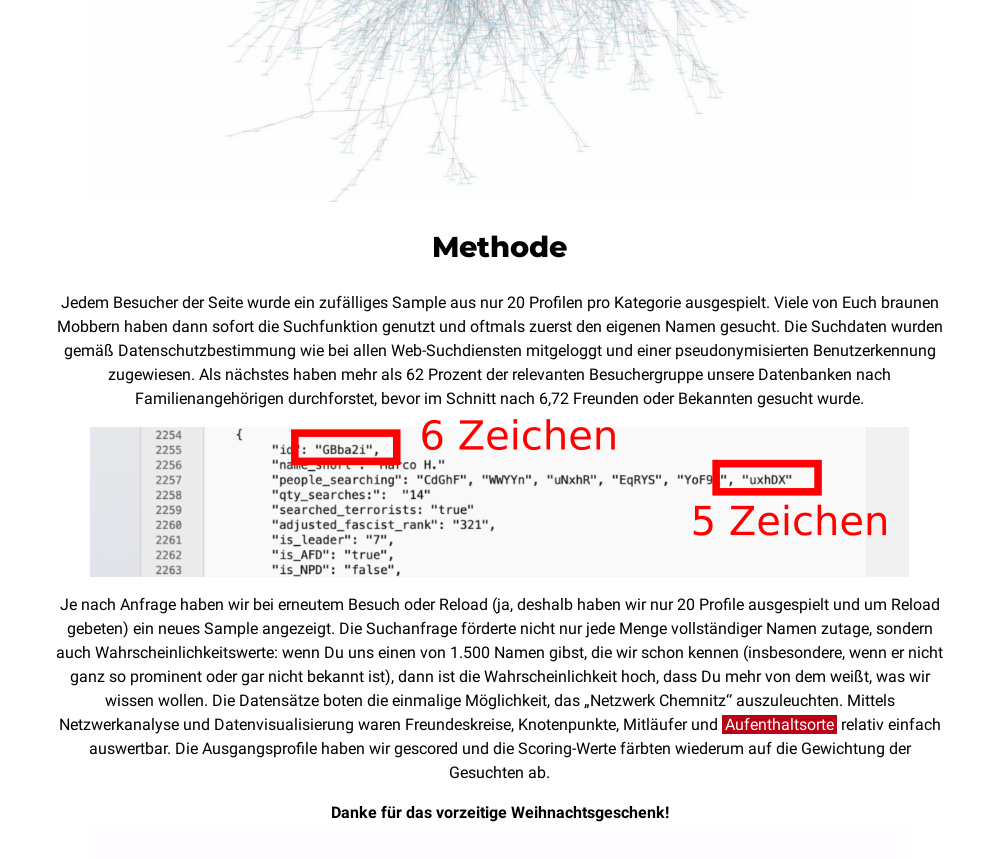 Methode
Jedem Besucher der Seite wurde ein zufälliges Sample aus nur 20 Profilen pro Kategorie ausgespielt. Viele von Euch braunen
Mobbern haben dann sofort die Suchfunktion genutzt und oftmals zuerst den eigenen Namen gesucht. Die Suchdaten wurden
gemäß Datenschutzbestimmung wie bei allen Web-Suchdiensten mitgeloggt und einer pseudonymisierten Benutzerkennung
zugewiesen. Als nächstes haben mehr als 62 Prozent der relevanten Besuchergruppe unsere Datenbanken nach
Familienangehörigen durchforstet, bevor im Schnitt nach 6,72 Freunden oder Bekannten gesucht wurde.
6 Zeichen
2254 {
2255 "id": "GBba2i",
2256 "name_short": "Marco H."
2257 "people_searching": "CdGhF", "WWYYn", "uNxhR", "EqRYS", "YoF9", "uxhDX"
2258 "qty_searches:": "14"
5 Zeichen
2259 "searched_terrorists: "true"
2260 "adjusted_fascist_rank": "321",
2261 "is_leader": "7",
2262 "is_AFD": "true",
2263 "is_NPD": "false",
Je nach Anfrage haben wir bei erneutem Besuch oder Reload (ja, deshalb haben wir nur 20 Profile ausgespielt und um Reload
gebeten) ein neues Sample angezeigt. Die Suchanfrage förderte nicht nur jede Menge vollständiger Namen zutage, sondern
auch Wahrscheinlichkeitswerte: wenn Du uns einen von 1.500 Namen gibst, die wir schon kennen (insbesondere, wenn er nicht
ganz so prominent oder gar nicht bekannt ist), dann ist die Wahrscheinlichkeit hoch, dass Du mehr von dem weißt, was wir
wissen wollen. Die Datensätze boten die einmalige Möglichkeit, das „Netzwerk Chemnitz“ auszuleuchten. Mittels
Netzwerkanalyse und Datenvisualisierung waren Freundeskreise, Knotenpunkte, Mitläufer und Aufenthaltsorte relativ einfach
auswertbar. Die Ausgangsprofile haben wir gescored und die Scoring-Werte färbten wiederum auf die Gewichtung der
Gesuchten ab.
Danke für das vorzeitige Weihnachtsgeschenk!